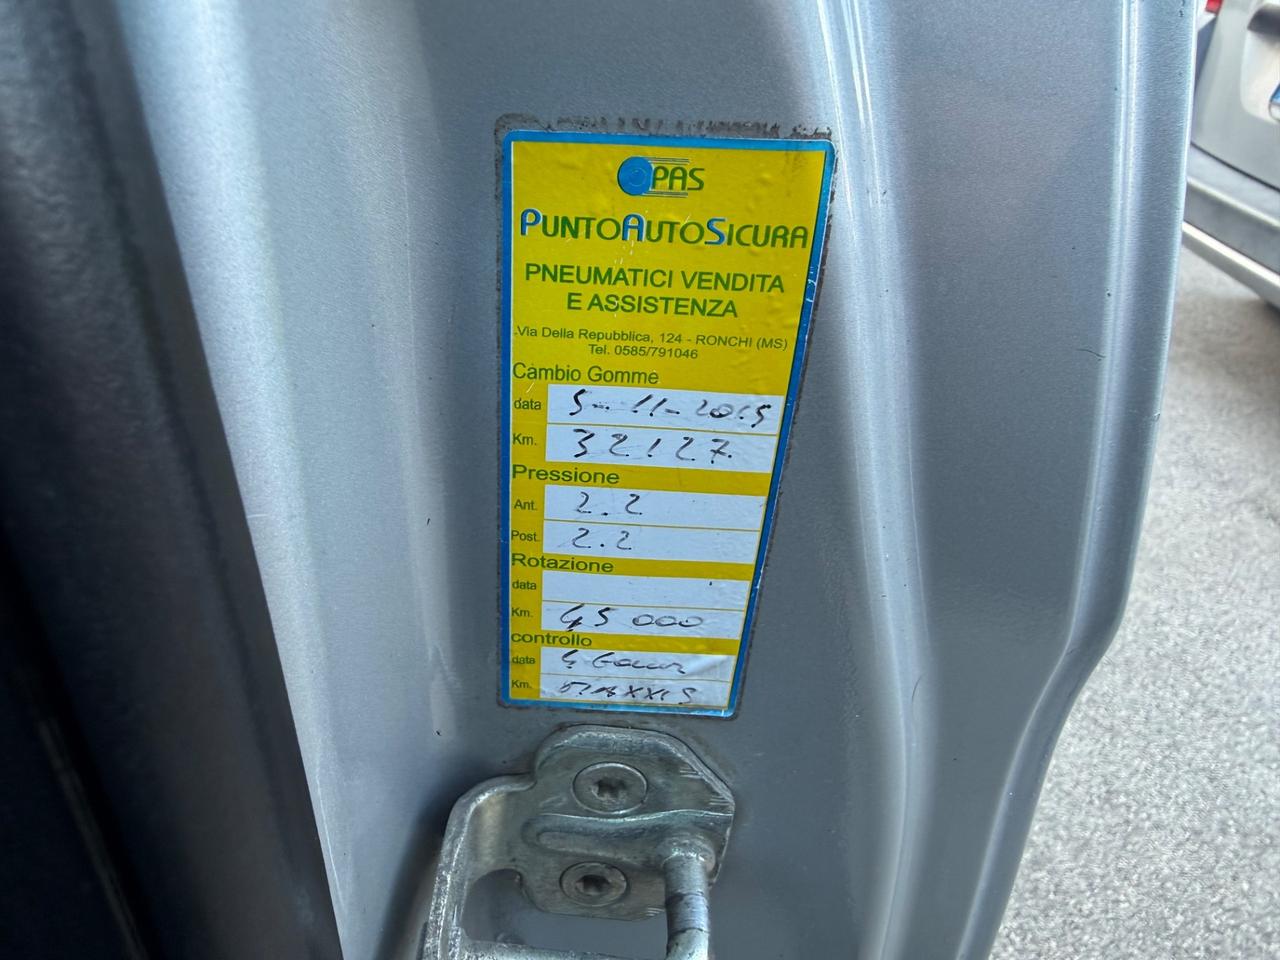 PAS
PUNTOAUTOSICURA
PNEUMATICI VENDITA
E ASSISTENZA
Via Della Repubblica, 124 - RONCHI (MS)
Tel. 0585/791046
Cambio Gomme
data 5-11-2015
Km. 32127
Pressione
Ant. 2.2
Post. 2.2
Rotazione
data
Km. 45 000
controllo
data 4
Km.